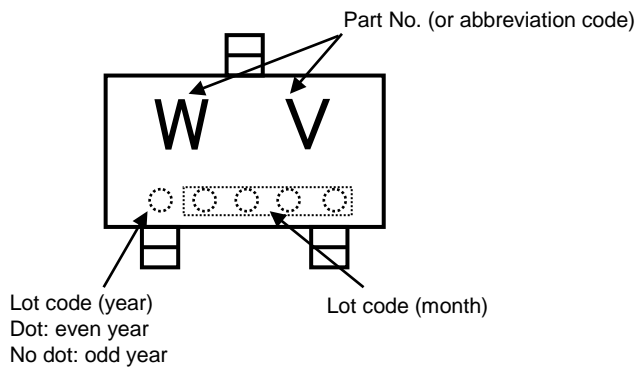 Part No. (or abbreviation code)
W V
Lot code (year)
Dot: even year
No dot: odd year
Lot code (month)